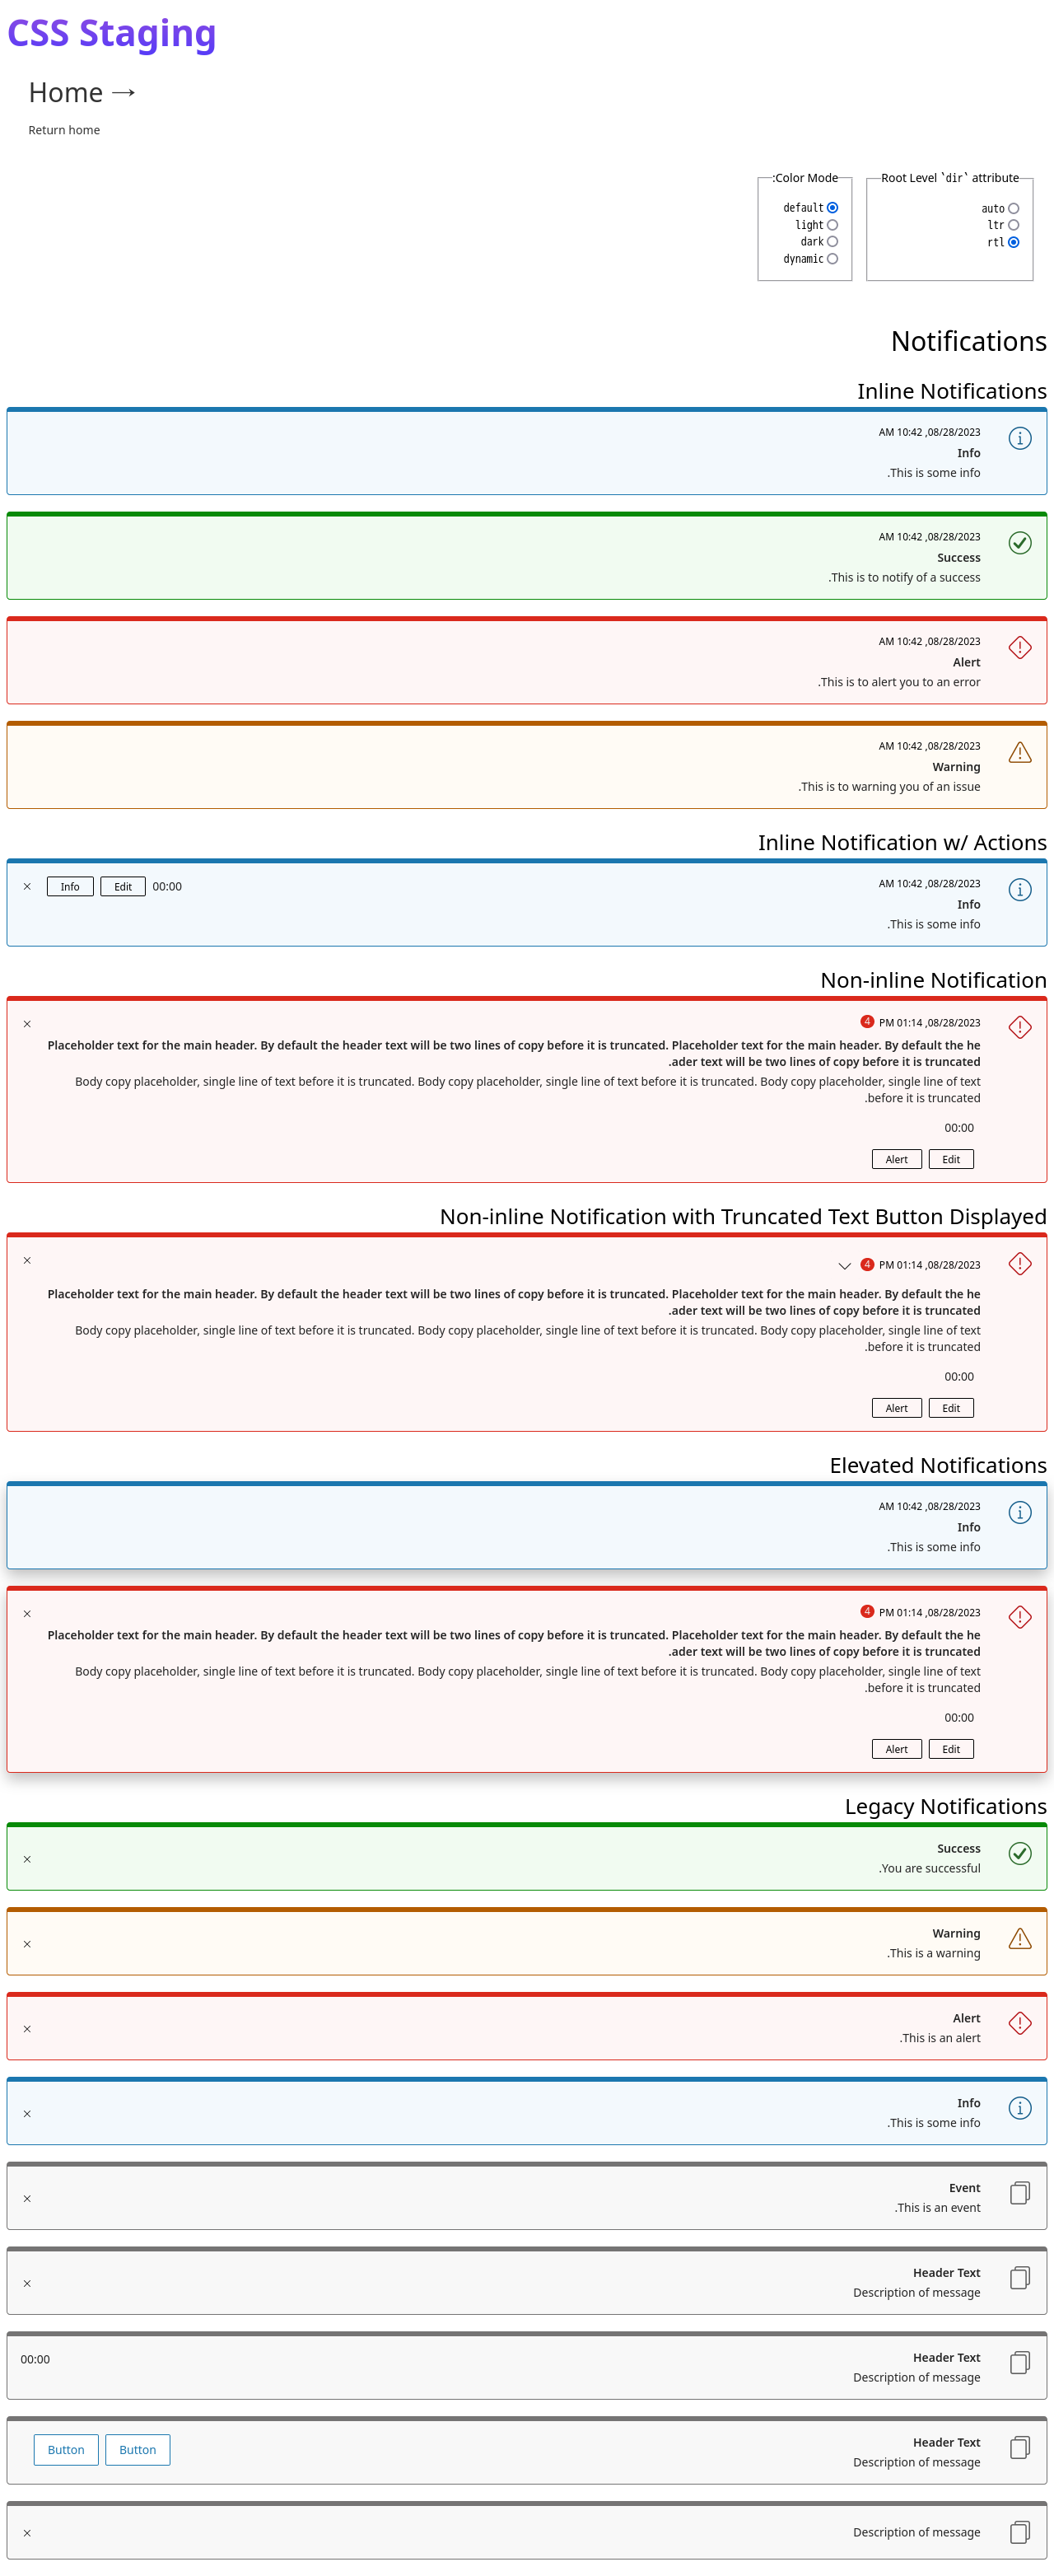 CSS Staging
Home →
Return home
Root Level `dir` attribute
auto
ltr
rtl
:Color Mode
default
light
dark
dynamic
Notifications
Inline Notifications
AM 10:42 ,08/28/2023
Info
.This is some info
AM 10:42 ,08/28/2023
Success
.This is to notify of a success
AM 10:42 ,08/28/2023
Alert
.This is to alert you to an error
AM 10:42 ,08/28/2023
Warning
.This is to warning you of an issue
Inline Notification w/ Actions
AM 10:42 ,08/28/2023
Info
.This is some info
00:00
Edit
Info
Non-inline Notification
PM 01:14 ,08/28/2023
4
Placeholder text for the main header. By default the header text will be two lines of copy before it is truncated. Placeholder text for the main header. By default the he
.ader text will be two lines of copy before it is truncated
Body copy placeholder, single line of text before it is truncated. Body copy placeholder, single line of text before it is truncated. Body copy placeholder, single line of text
.before it is truncated
00:00
Edit
Alert
Non-inline Notification with Truncated Text Button Displayed
PM 01:14 ,08/28/2023
4
Placeholder text for the main header. By default the header text will be two lines of copy before it is truncated. Placeholder text for the main header. By default the he
.ader text will be two lines of copy before it is truncated
Body copy placeholder, single line of text before it is truncated. Body copy placeholder, single line of text before it is truncated. Body copy placeholder, single line of text
.before it is truncated
00:00
Edit
Alert
Elevated Notifications
AM 10:42 ,08/28/2023
Info
.This is some info
PM 01:14 ,08/28/2023
4
Placeholder text for the main header. By default the header text will be two lines of copy before it is truncated. Placeholder text for the main header. By default the he
.ader text will be two lines of copy before it is truncated
Body copy placeholder, single line of text before it is truncated. Body copy placeholder, single line of text before it is truncated. Body copy placeholder, single line of text
.before it is truncated
00:00
Edit
Alert
Legacy Notifications
Success
.You are successful
Warning
.This is a warning
Alert
.This is an alert
Info
.This is some info
Event
.This is an event
Header Text
Description of message
Header Text
Description of message
00:00
Header Text
Description of message
Button
Button
Description of message